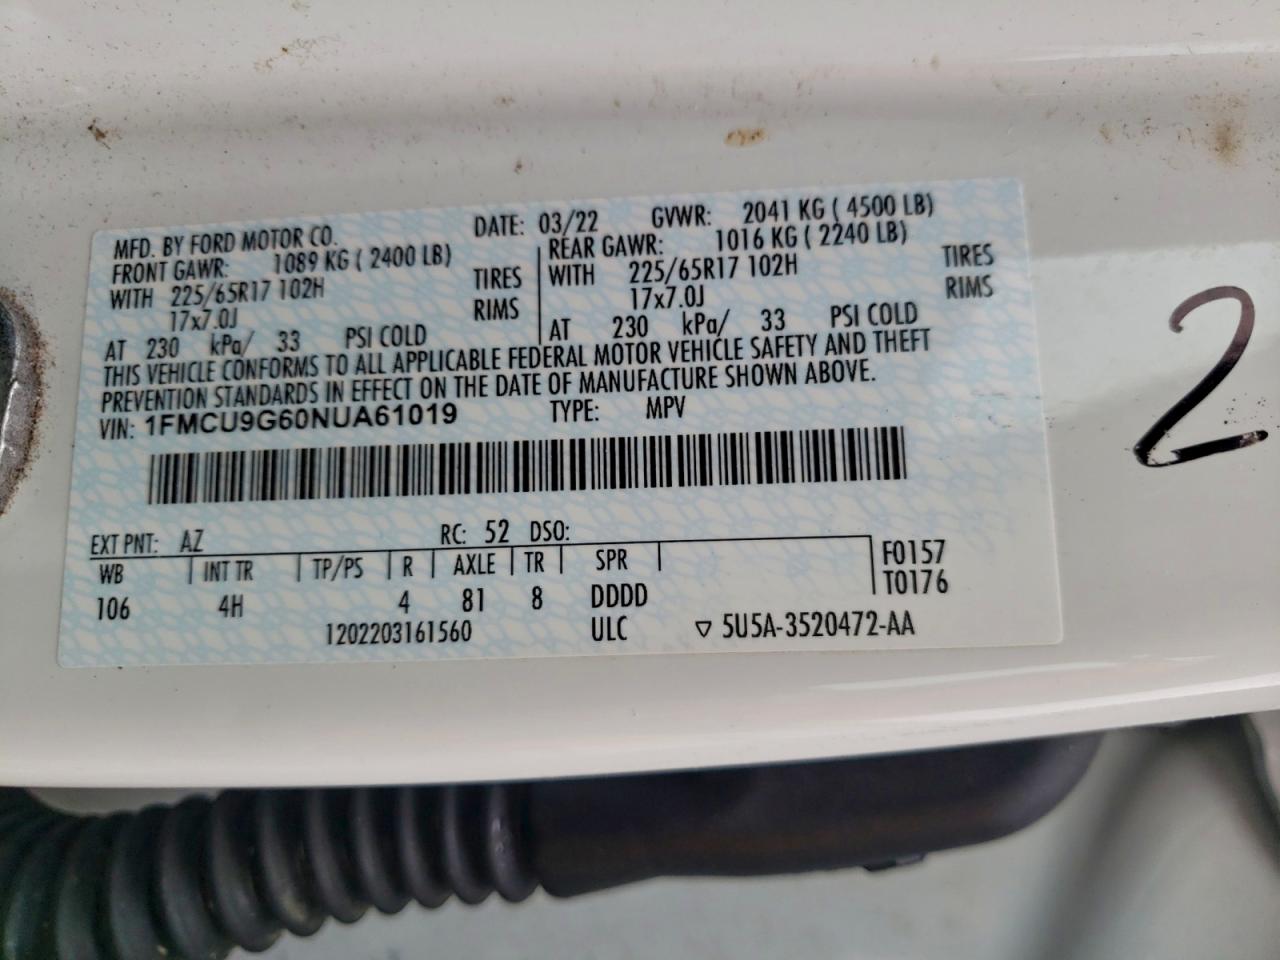 MFD. BY FORD MOTOR CO. DATE: 03/22 GVWR: 2041 KG ( 4500 LB)
FRONT GAWR: 1089 KG ( 2400 LB) REAR GAWR: 1016 KG ( 2240 LB)
WITH 225/65R17 102H TIRES WITH 225/65R17 102H TIRES
17x7.0J RIMS 17x7.0J RIMS
AT 230 kPa/ 33 PSI COLD AT 230 kPa/ 33 PSI COLD
THIS VEHICLE CONFORMS TO ALL APPLICABLE FEDERAL MOTOR VEHICLE SAFETY AND THEFT
PREVENTION STANDARDS IN EFFECT ON THE DATE OF MANUFACTURE SHOWN ABOVE.
VIN: 1FMCU9G60NUA61019 TYPE: MPV
EXT PNT: AZ RC: 52 DSO:
WB INT TR TP/PS R AXLE TR SPR F0157
106 4H 4 81 8 DDDD T0176
1202203161560 ULC ▽ 5U5A-3520472-AA
2